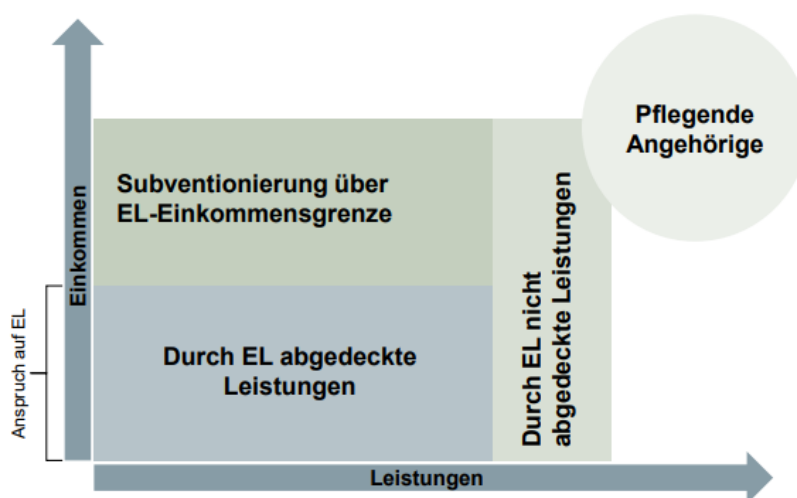 Pflegende
Angehörige
Subventionierung über
EL-Einkommensgrenze
Einkommen
Durch EL nicht
abgedeckte Leistungen
Anspruch auf EL
Durch EL abgedeckte
Leistungen
Leistungen